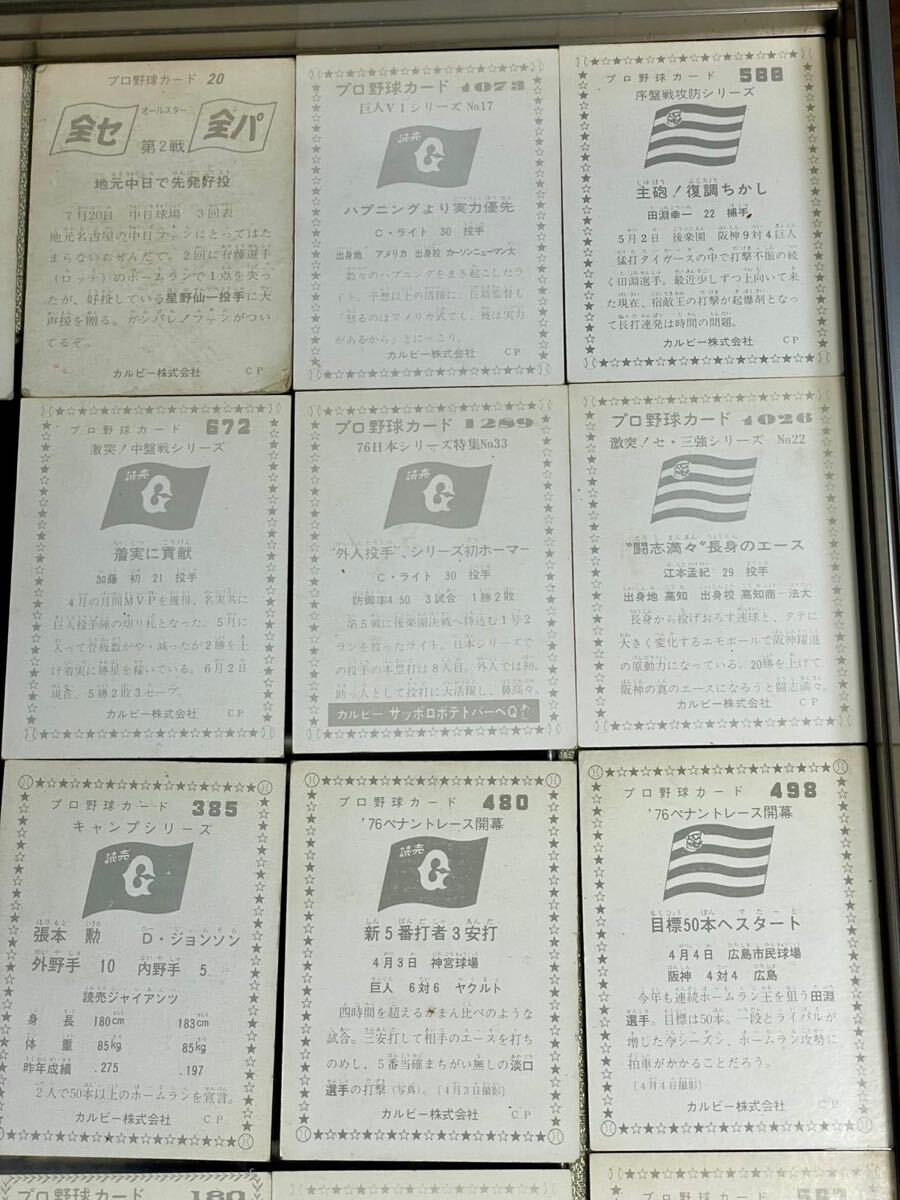 プロ野球カード 20
全セ
オールスター
全パ
第2戦
地元中日で先発好投
7月20日 中日球場 3回表
地元名古屋の中日ファンにとってはた
まらないおぜんだて。2回に有藤選手
(ロッテ)のホームランで1点を失っ
たが、好投している星野仙一投手に大
声援を贈る。ガンバレ!ファンがつい
てるぞ。
カルビー株式会社 CP
プロ野球カード 1073
巨人V1シリーズ No.17
読売
G
ハプニングより実力優先
C・ライト 30 投手
出身地 アメリカ 出身校 カーソンニューマン大
数々のハプニングをまき起こしたラ
イト。予想以上の活躍に、長島監督も
“怒るのはアメリカ式でも、彼は実力
があるから”とにっこり。
カルビー株式会社 CP
プロ野球カード 588
序盤戦攻防シリーズ
主砲!復調ちかし
田淵幸一 22 捕手
5月2日 後楽園 阪神9対4巨人
猛打タイガースの中で打撃不振の続
く田淵選手。最近少しずつ上向いて来
た現在、宿敵王の打撃が起爆剤となっ
て長打連発は時間の問題。
カルビー株式会社 CP
プロ野球カード 672
激突!中盤戦シリーズ
読売
G
着実に貢献
加藤 初 21 投手
4月の月間MVPを獲得、名実共に
巨人投手陣の切り札となった。5月に
入って登板数がやゝ減ったが2勝を上
げ着実に勝星を稼いでいる。6月2日
現在、5勝2敗3セーブ。
カルビー株式会社 CP
プロ野球カード 1289
76日本シリーズ特集No.33
読売
G
“外人投手”、シリーズ初ホーマー
C・ライト 30 投手
防御率4.50 3試合 1勝2敗
第5戦に後楽園決戦へ持込む1号2
ランを放ったライト。日本シリーズで
の投手の本塁打は8人目。外人では初。
助っ人として投打に大活躍し、鼻高々。
カルビー サッポロポテトバーベQ
プロ野球カード 1026
激突!セ・三強シリーズ No.22
“闘志満々”長身のエース
江本孟紀 29 投手
出身地 高知 出身校 高知商―法大
長身から投げおろす速球と、タテに
大きく変化するエモボールで阪神躍進
の原動力になっている。20勝を上げて
阪神の真のエースになろうと闘志満々。
カルビー株式会社 CP
プロ野球カード 385
キャンプシリーズ
読売
G
張本 勲 D・ジョンソン
外野手 10 内野手 5
読売ジャイアンツ
身長 180cm 183cm
体重 85kg 85kg
昨年成績 .275 .197
2人で50本以上のホームランを宣言。
カルビー株式会社 CP
プロ野球カード 480
'76ペナントレース開幕
読売
G
新5番打者3安打
4月3日 神宮球場
巨人 6対6 ヤクルト
四時間を超えるがまん比べのような
試合。三安打して相手のエースを打ち
のめし、5番当確まちがい無しの淡口
選手の打撃(写真)。〔4月3日撮影〕
カルビー株式会社 CP
プロ野球カード 498
'76ペナントレース開幕
目標50本へスタート
4月4日 広島市民球場
阪神 4対4 広島
今年も連続ホームラン王を狙う田淵
選手。目標は50本。一段とライバルが
増した今シーズン、ホームラン攻勢に
拍車がかかることだろう。
〔4月4日撮影〕
カルビー株式会社 CP
プロ野球カード 180